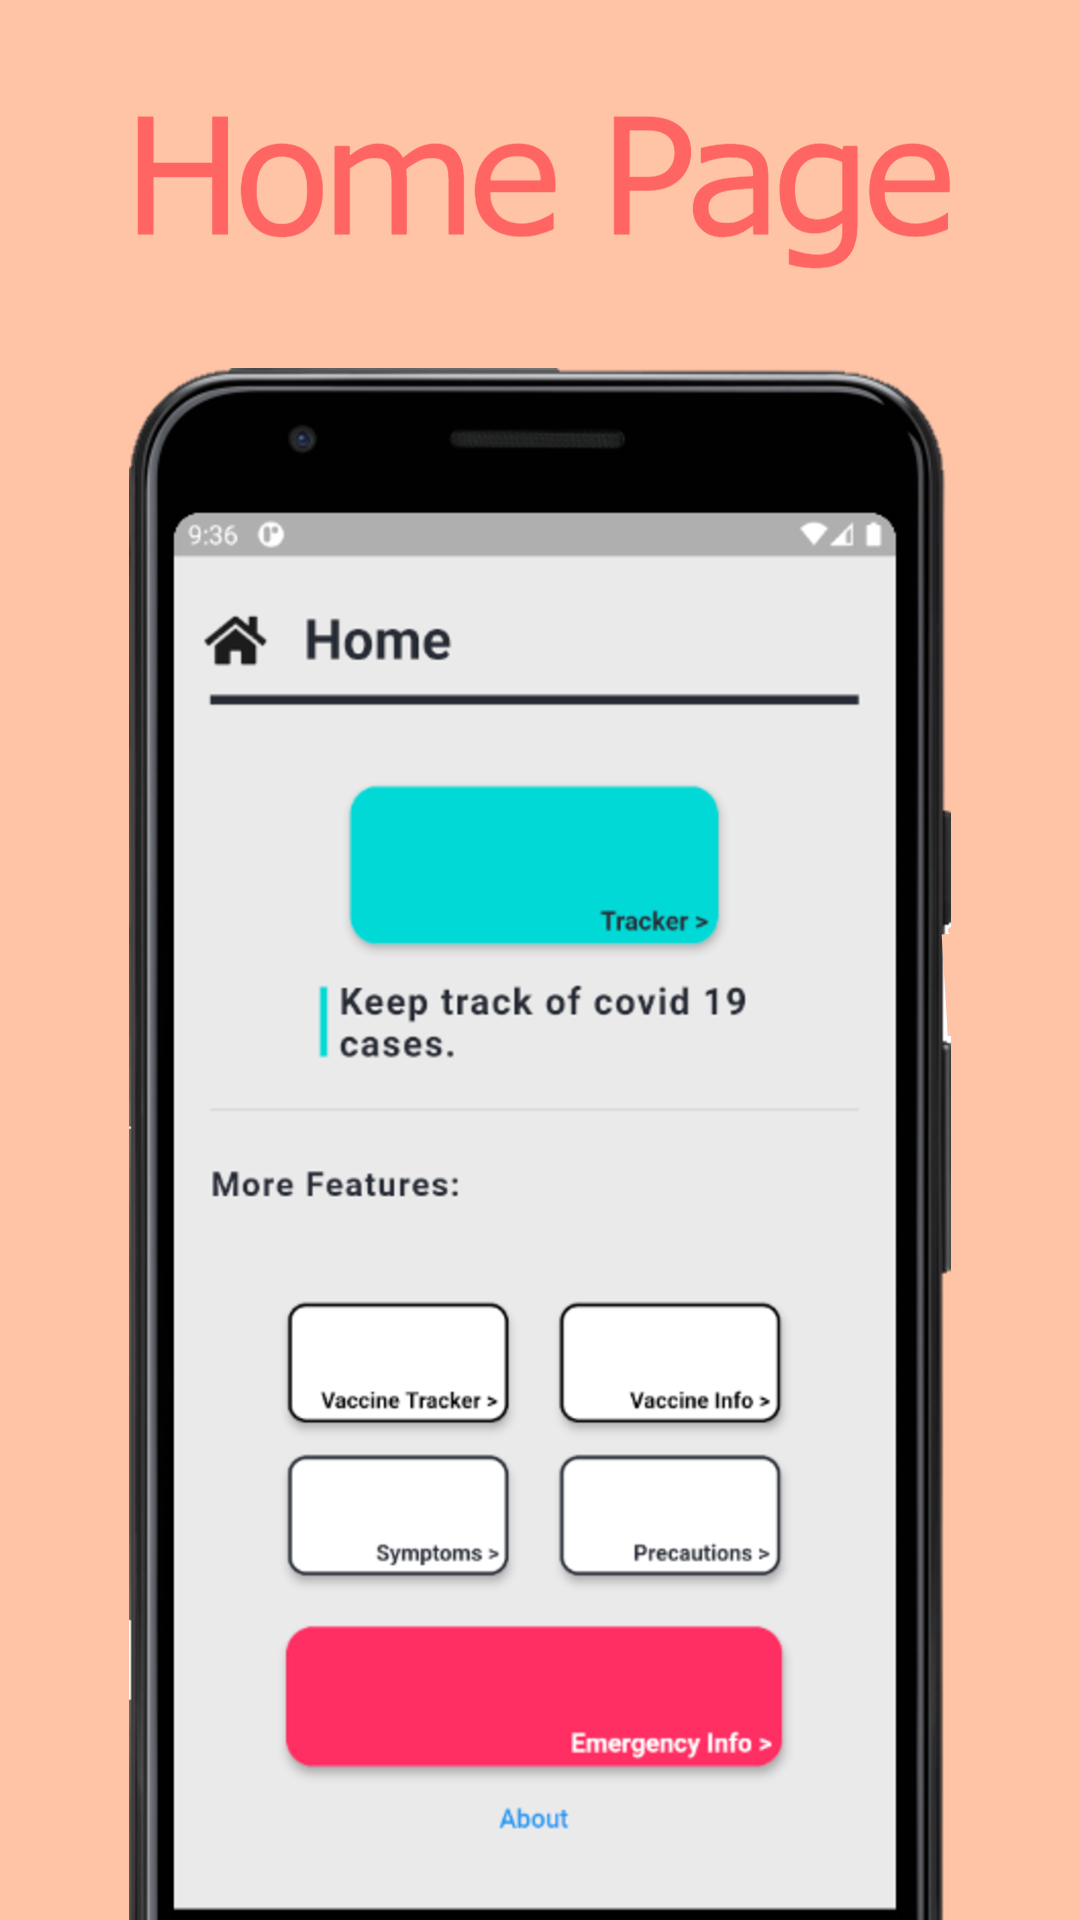 Home Page
9:36
Home
Tracker >
Keep track of covid 19
cases.
More Features:
Vaccine Tracker >
Vaccine Info >
Symptoms >
Precautions >
Emergency Info >
About